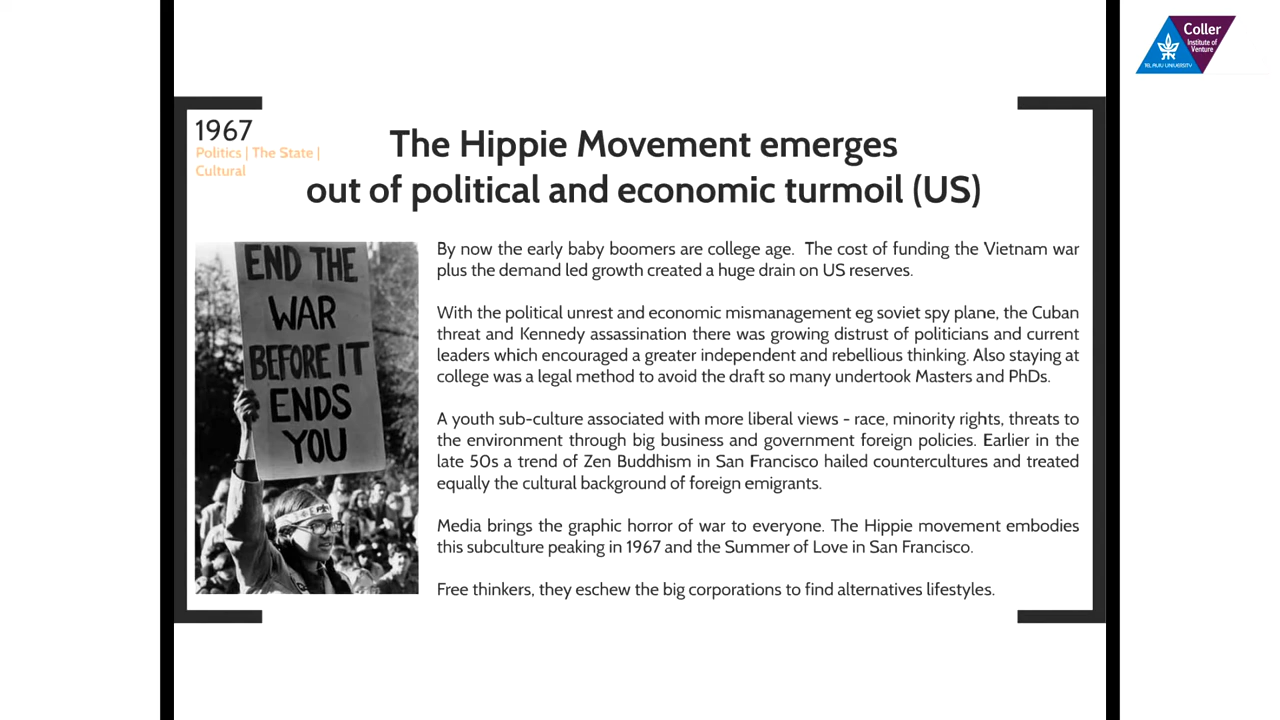 Coller
Institute of
Venture
TEL AVIV UNIVERSITY
1967
Politics | The State |
Cultural
The Hippie Movement emerges
out of political and economic turmoil (US)
END THE
WAR
BEFORE IT
ENDS
YOU
By now the early baby boomers are college age. The cost of funding the Vietnam war
plus the demand led growth created a huge drain on US reserves.
With the political unrest and economic mismanagement eg soviet spy plane, the Cuban
threat and Kennedy assassination there was growing distrust of politicians and current
leaders which encouraged a greater independent and rebellious thinking. Also staying at
college was a legal method to avoid the draft so many undertook Masters and PhDs.
A youth sub-culture associated with more liberal views - race, minority rights, threats to
the environment through big business and government foreign policies. Earlier in the
late 50s a trend of Zen Buddhism in San Francisco hailed countercultures and treated
equally the cultural background of foreign emigrants.
Media brings the graphic horror of war to everyone. The Hippie movement embodies
this subculture peaking in 1967 and the Summer of Love in San Francisco.
Free thinkers, they eschew the big corporations to find alternatives lifestyles.